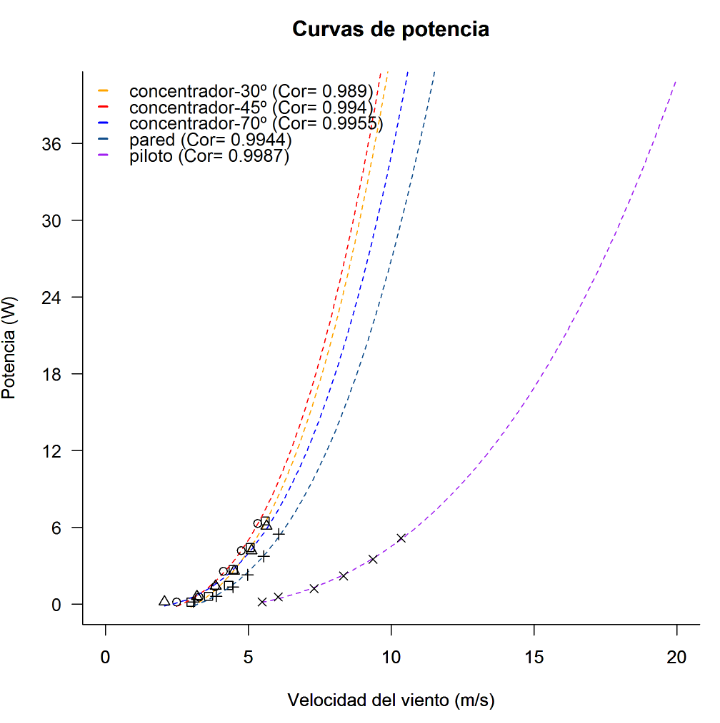 Curvas de potencia
concentrador-30º (Cor= 0.989)
concentrador-45º (Cor= 0.994)
concentrador-70º (Cor= 0.9955)
pared (Cor= 0.9944)
piloto (Cor= 0.9987)
Potencia (W)
36
30
24
18
12
6
0
0 5 10 15 20
Velocidad del viento (m/s)